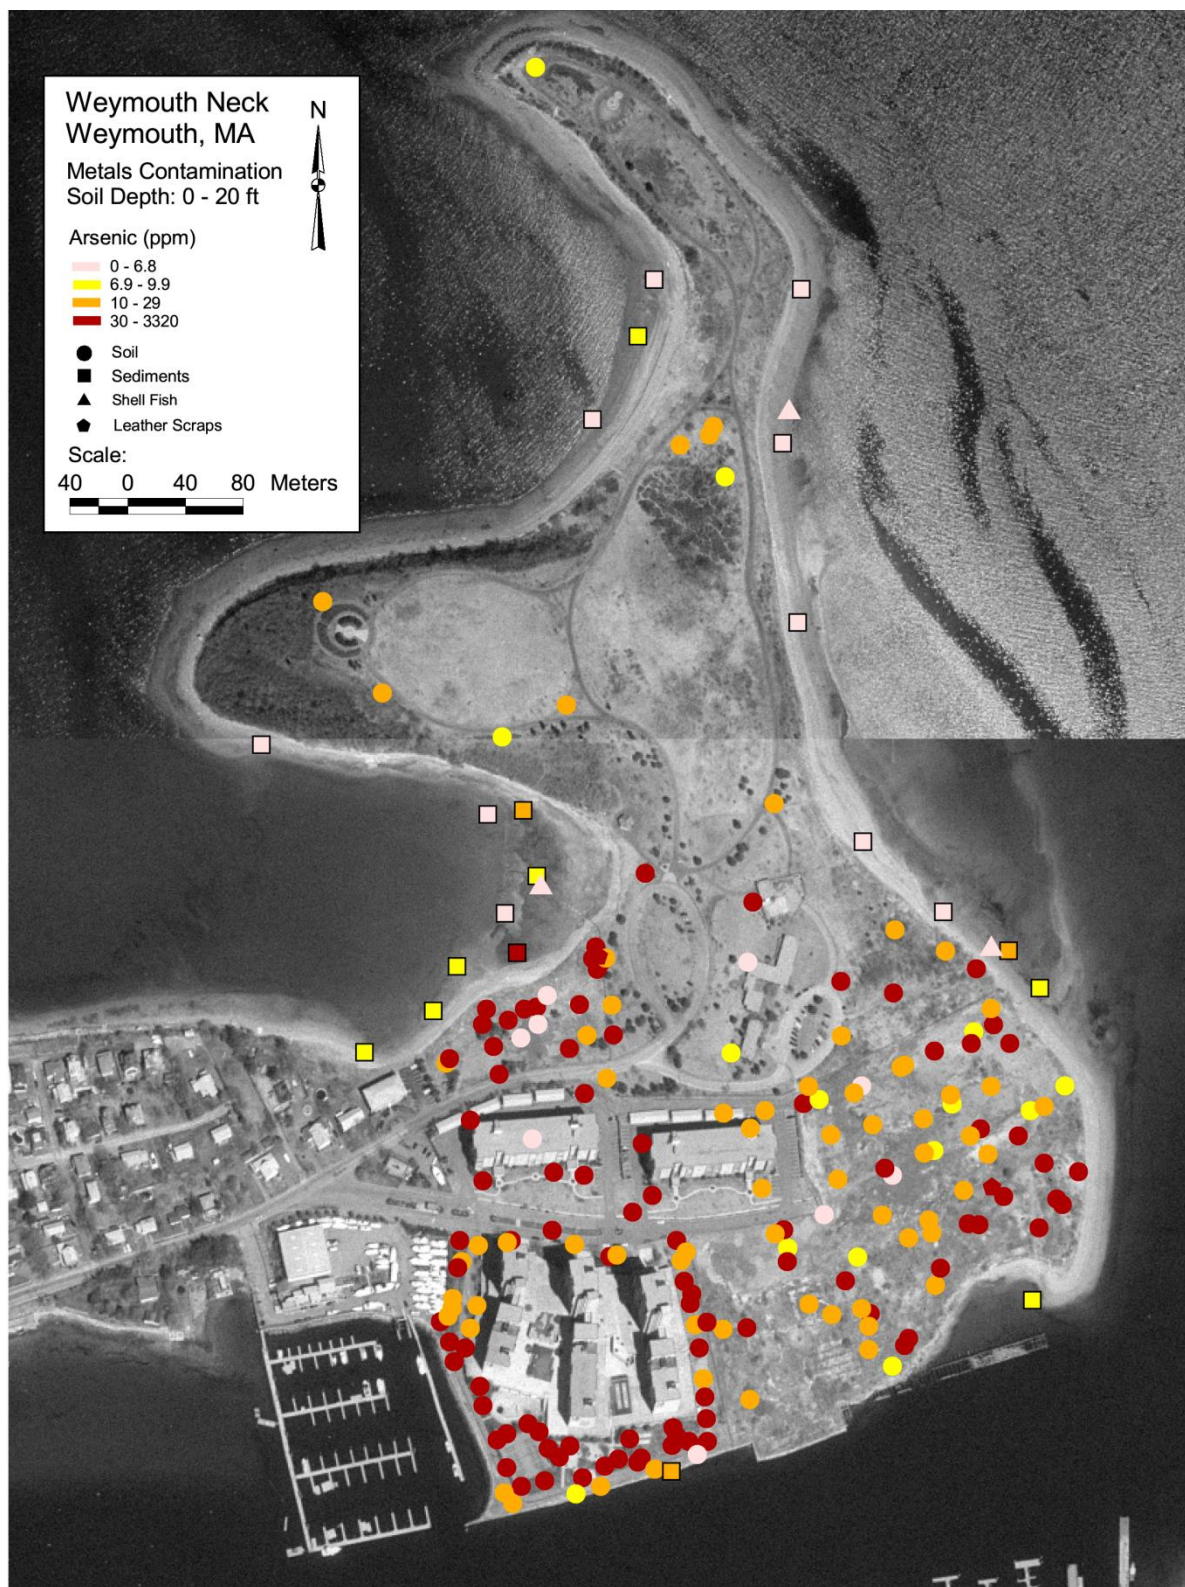 Weymouth Neck
Weymouth, MA
N
Metals Contamination
Soil Depth: 0 - 20 ft
Arsenic (ppm)
0 - 6.8
6.9 - 9.9
10 - 29
30 - 3320
Soil
Sediments
Shell Fish
Leather Scraps
Scale:
40 0 40 80 Meters